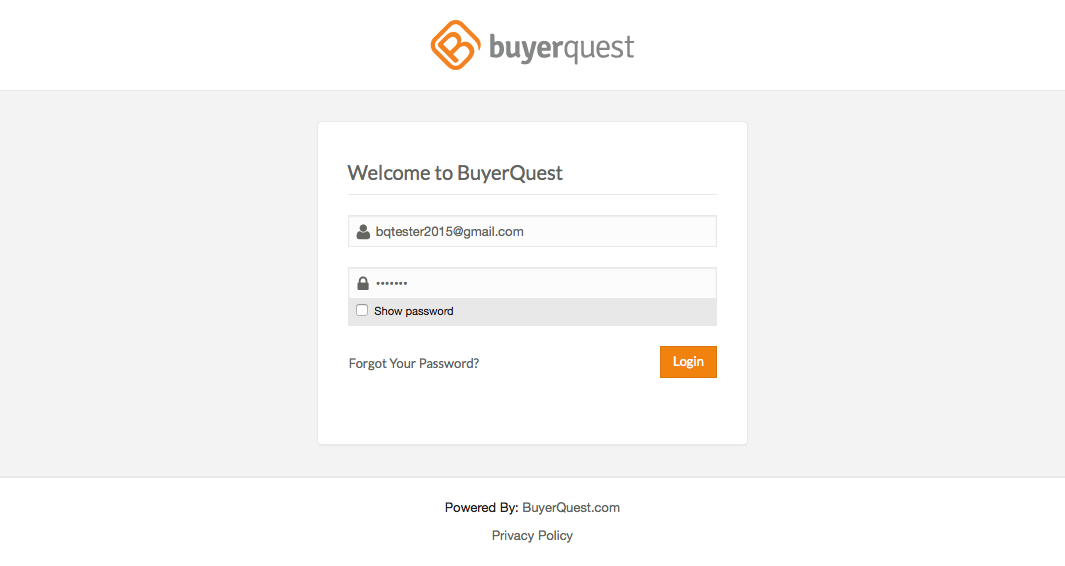 buyerquest
Welcome to BuyerQuest
bqtester2015@gmail.com
•••••••
Show password
Forgot Your Password?
Login
Powered By: BuyerQuest.com
Privacy Policy